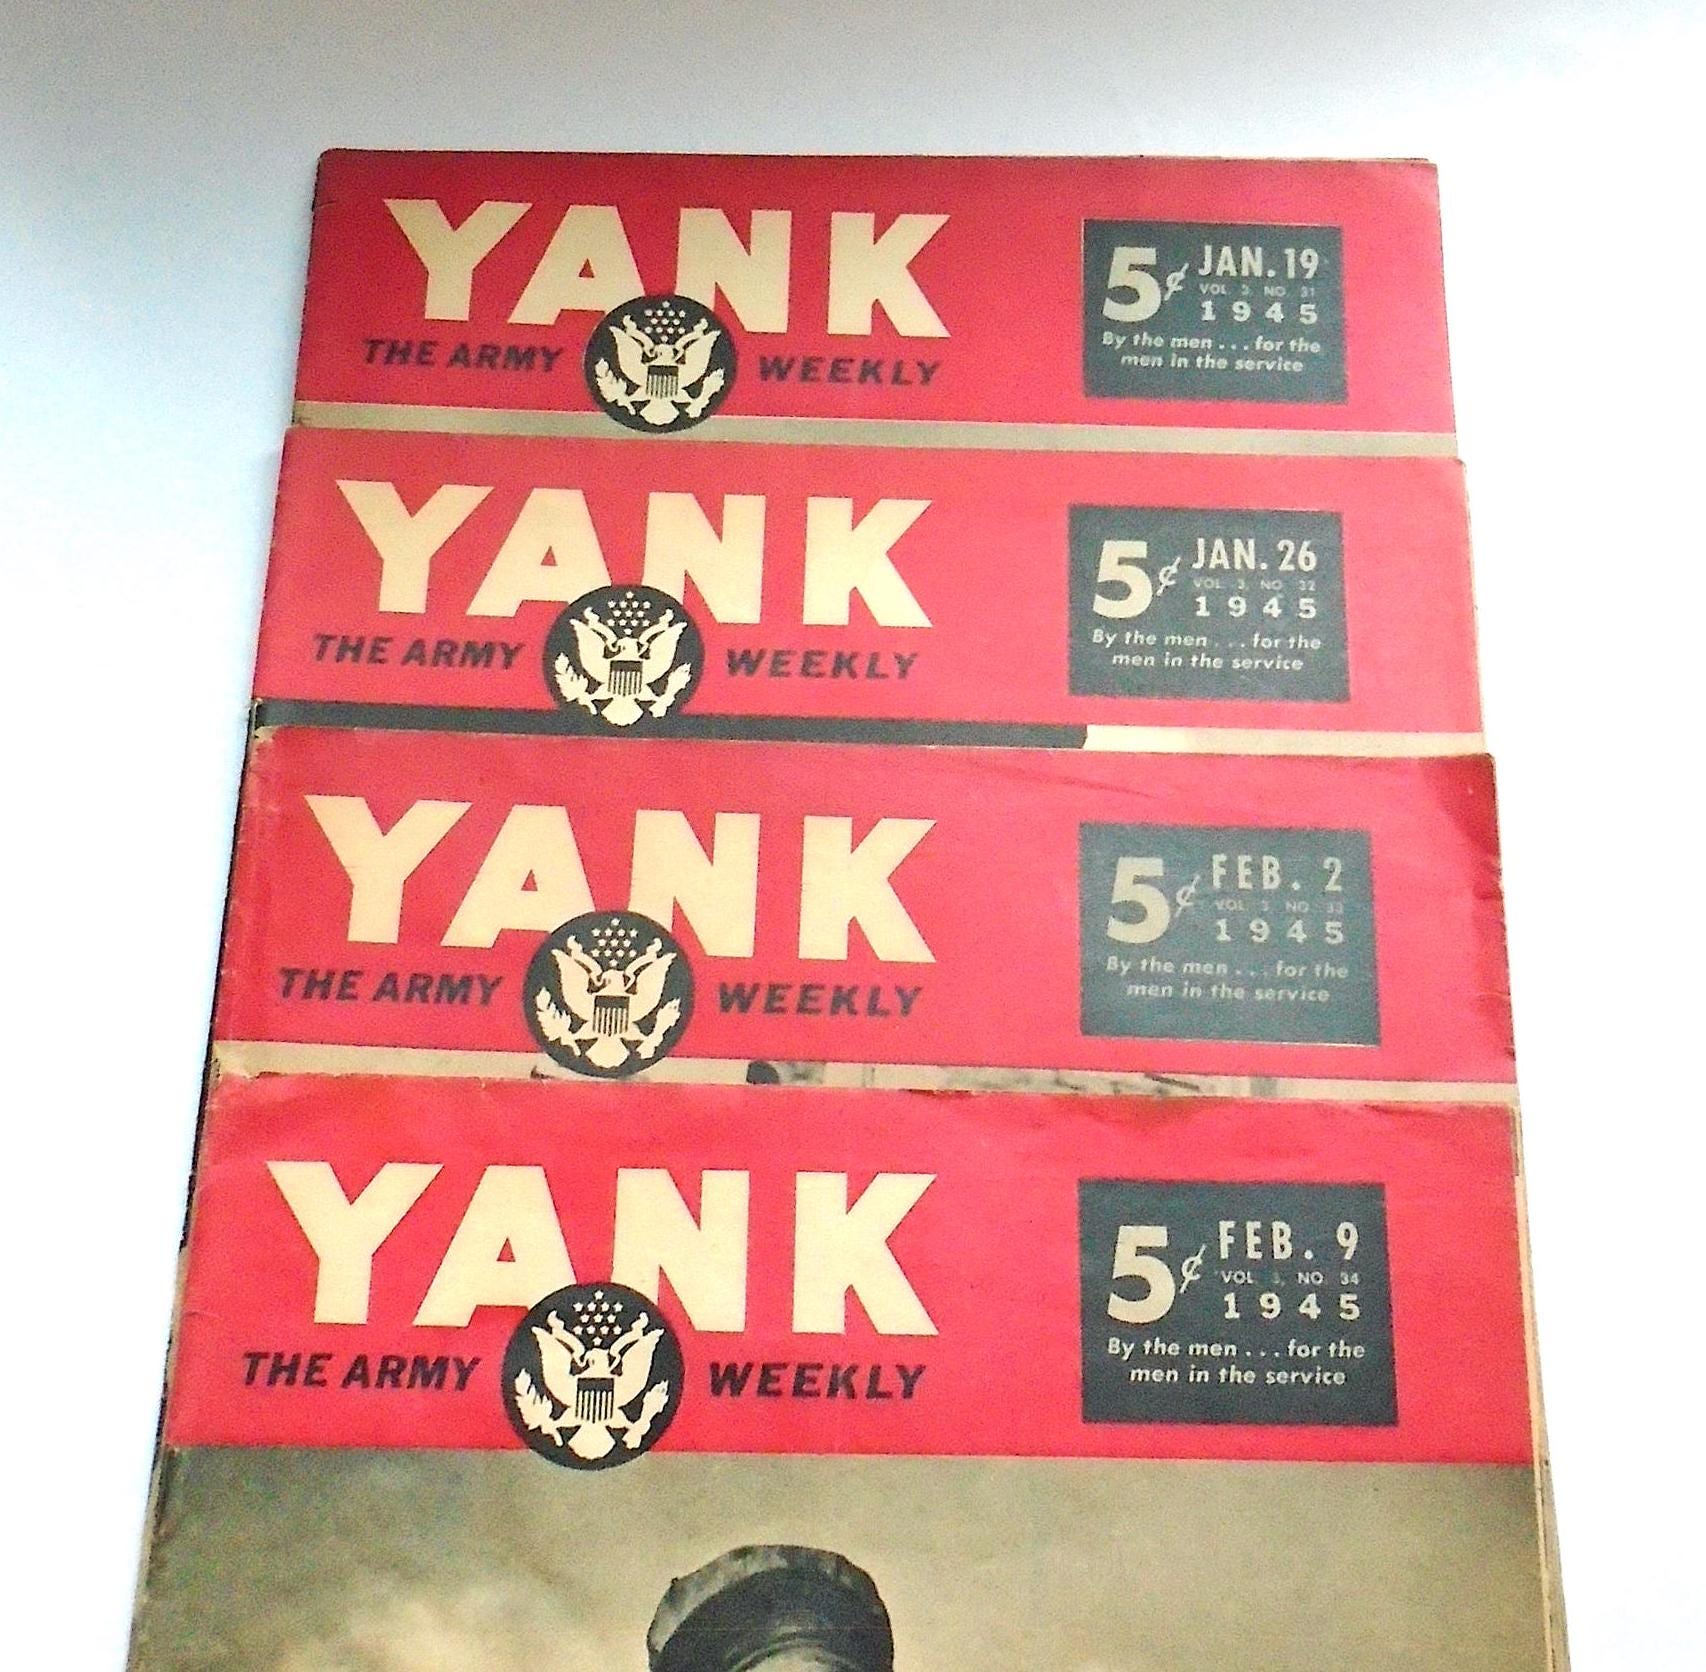 YANK
THE ARMY WEEKLY
5¢ JAN. 19
VOL 3, NO 31
1945
By the men . . . for the
men in the service
YANK
THE ARMY WEEKLY
5¢ JAN. 26
VOL 3, NO 32
1945
By the men . . . for the
men in the service
YANK
THE ARMY WEEKLY
5¢ FEB. 2
VOL 3, NO 33
1945
By the men . . . for the
men in the service
YANK
THE ARMY WEEKLY
5¢ FEB. 9
VOL 3, NO 34
1945
By the men . . . for the
men in the service